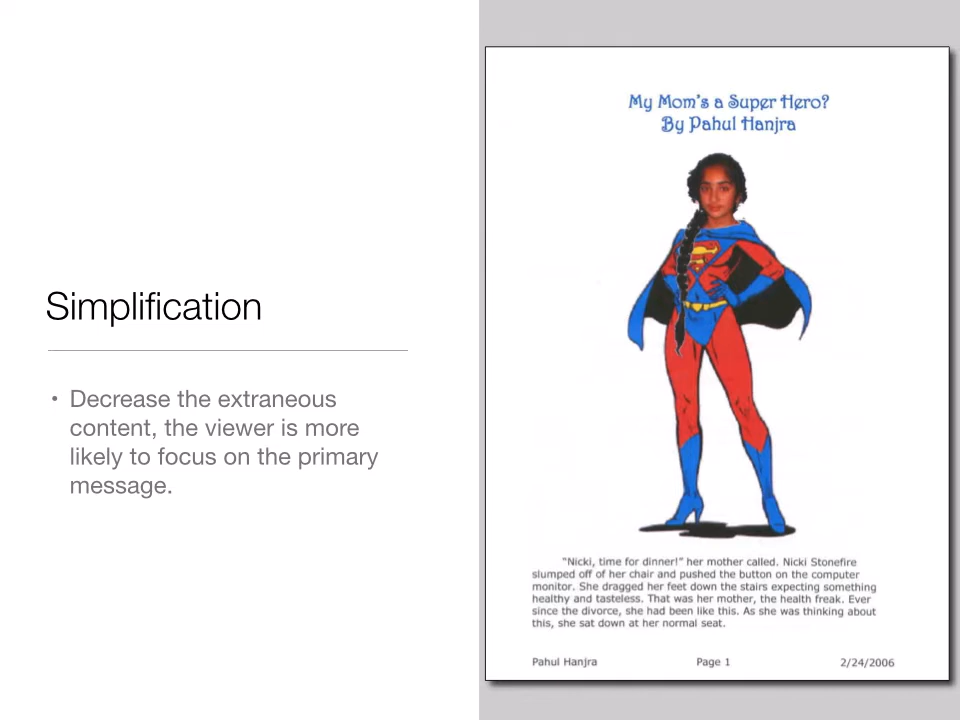 Simplification
• Decrease the extraneous
content, the viewer is more
likely to focus on the primary
message.
My Mom's a Super Hero?
By Pahul Hanjra
"Nicki, time for dinner!" her mother called. Nicki Stonefire
slumped off of her chair and pushed the button on the computer
monitor. She dragged her feet down the stairs expecting something
healthy and tasteless. That was her mother, the health freak. Ever
since the divorce, she had been like this. As she was thinking about
this, she sat down at her normal seat.
Pahul Hanjra Page 1 2/24/2006